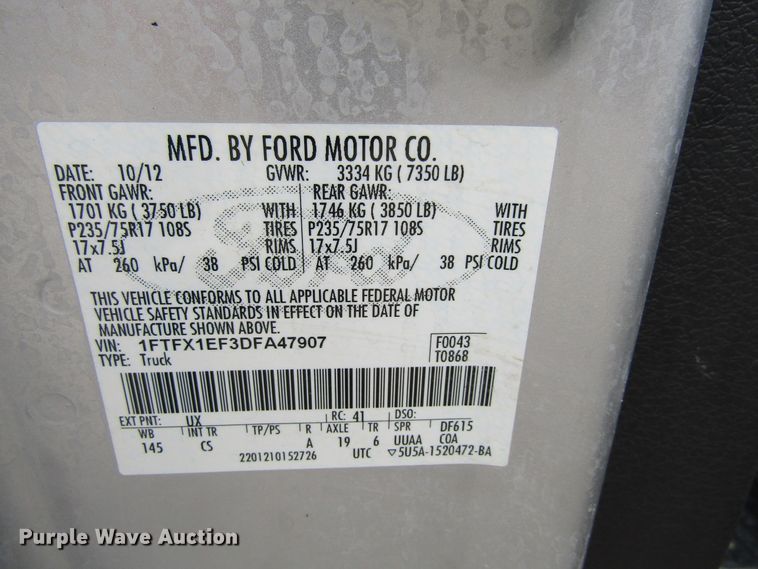 MFD. BY FORD MOTOR CO.
DATE: 10/12 GVWR: 3334 KG ( 7350 LB)
FRONT GAWR: REAR GAWR:
1701 KG ( 3750 LB) WITH 1746 KG ( 3850 LB) WITH
P235/75R17 108S TIRES P235/75R17 108S TIRES
17x7.5J RIMS 17x7.5J RIMS
AT 260 kPa/ 38 PSI COLD AT 260 kPa/ 38 PSI COLD
THIS VEHICLE CONFORMS TO ALL APPLICABLE FEDERAL MOTOR
VEHICLE SAFETY STANDARDS IN EFFECT ON THE DATE OF
MANUFACTURE SHOWN ABOVE.
VIN: 1FTFX1EF3DFA47907 F0043
TYPE: Truck T0868
EXT PNT: UX RC: 41 DSO:
WB INT TR TP/PS R AXLE TR SPR DF615
145 CS A 19 6 UUAA COA
2201210152726 UTC ▽5U5A-1520472-BA
Purple Wave Auction